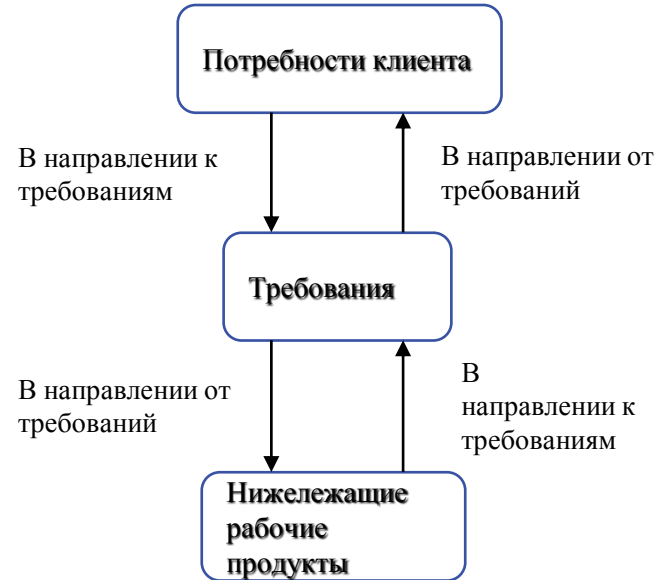 Потребности клиента
В направлении к
требованиям
В направлении от
требований
Требования
В направлении от
требований
В
направлении к
требованиям
Нижележащие
рабочие
продукты